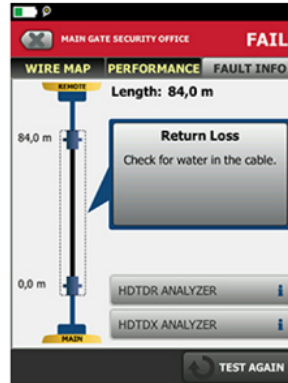 MAIN GATE SECURITY OFFICE FAIL
WIRE MAP PERFORMANCE FAULT INFO
REMOTE
Length: 84,0 m
84,0 m
Return Loss
Check for water in the cable.
0,0 m
HDTDR ANALYZER i
HDTDX ANALYZER i
MAIN
TEST AGAIN